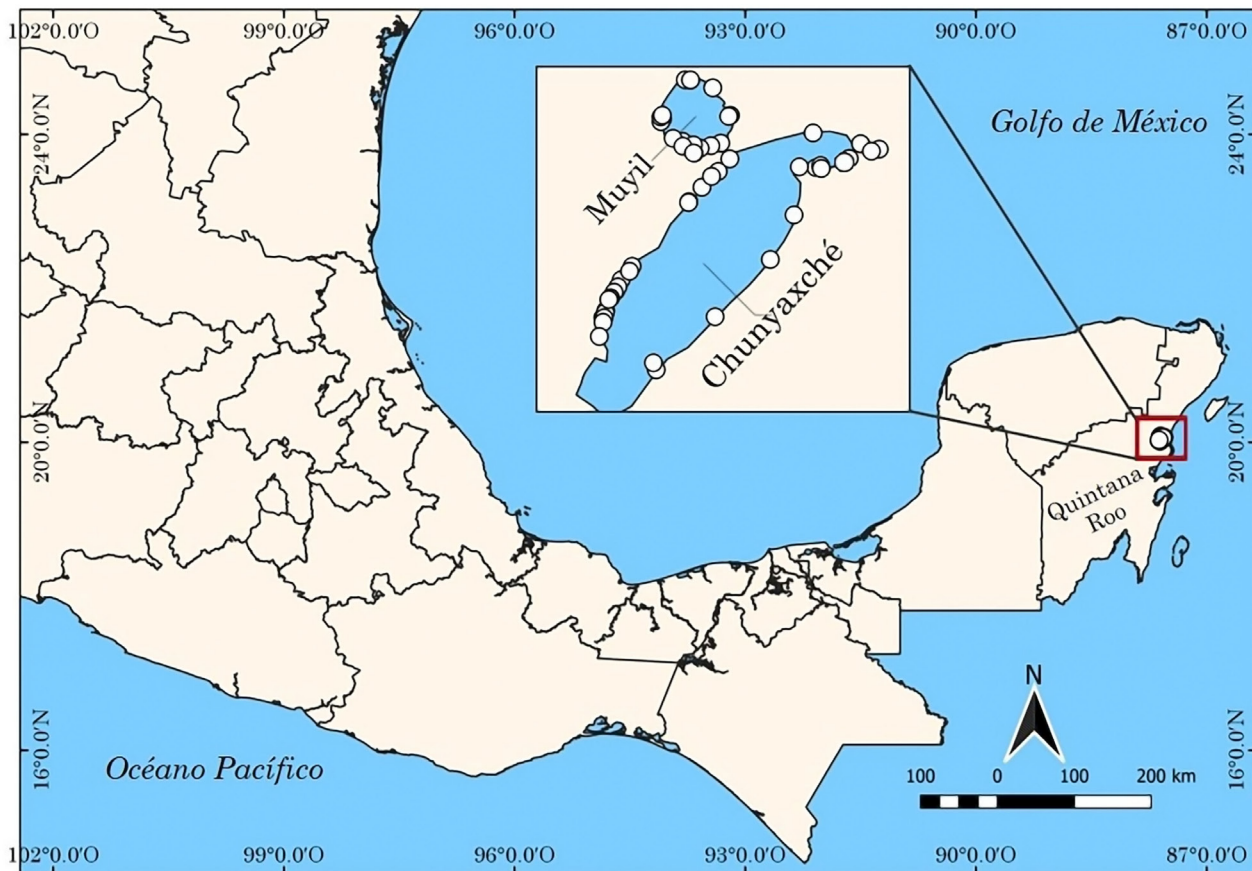 102°0.0'O 99°0.0'O 96°0.0'O 93°0.0'O 90°0.0'O 87°0.0'O
24°0.0'N
Golfo de México
24°0.0'N
Muyil
Chunyaxché
20°0.0'N
20°0.0'N
Quintana
Roo
16°0.0'N
Océano Pacífico
N
16°0.0'N
100 0 100 200 km
102°0.0'O 99°0.0'O 96°0.0'O 93°0.0'O 90°0.0'O 87°0.0'O